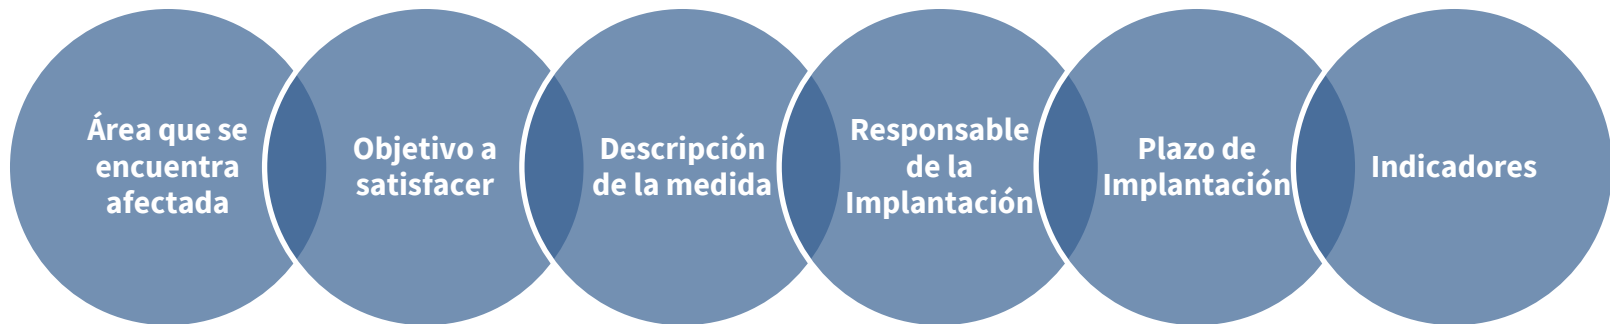 Área que se
encuentra
afectada
Objetivo a
satisfacer
Descripción
de la medida
Responsable
de la
Implantación
Plazo de
Implantación
Indicadores